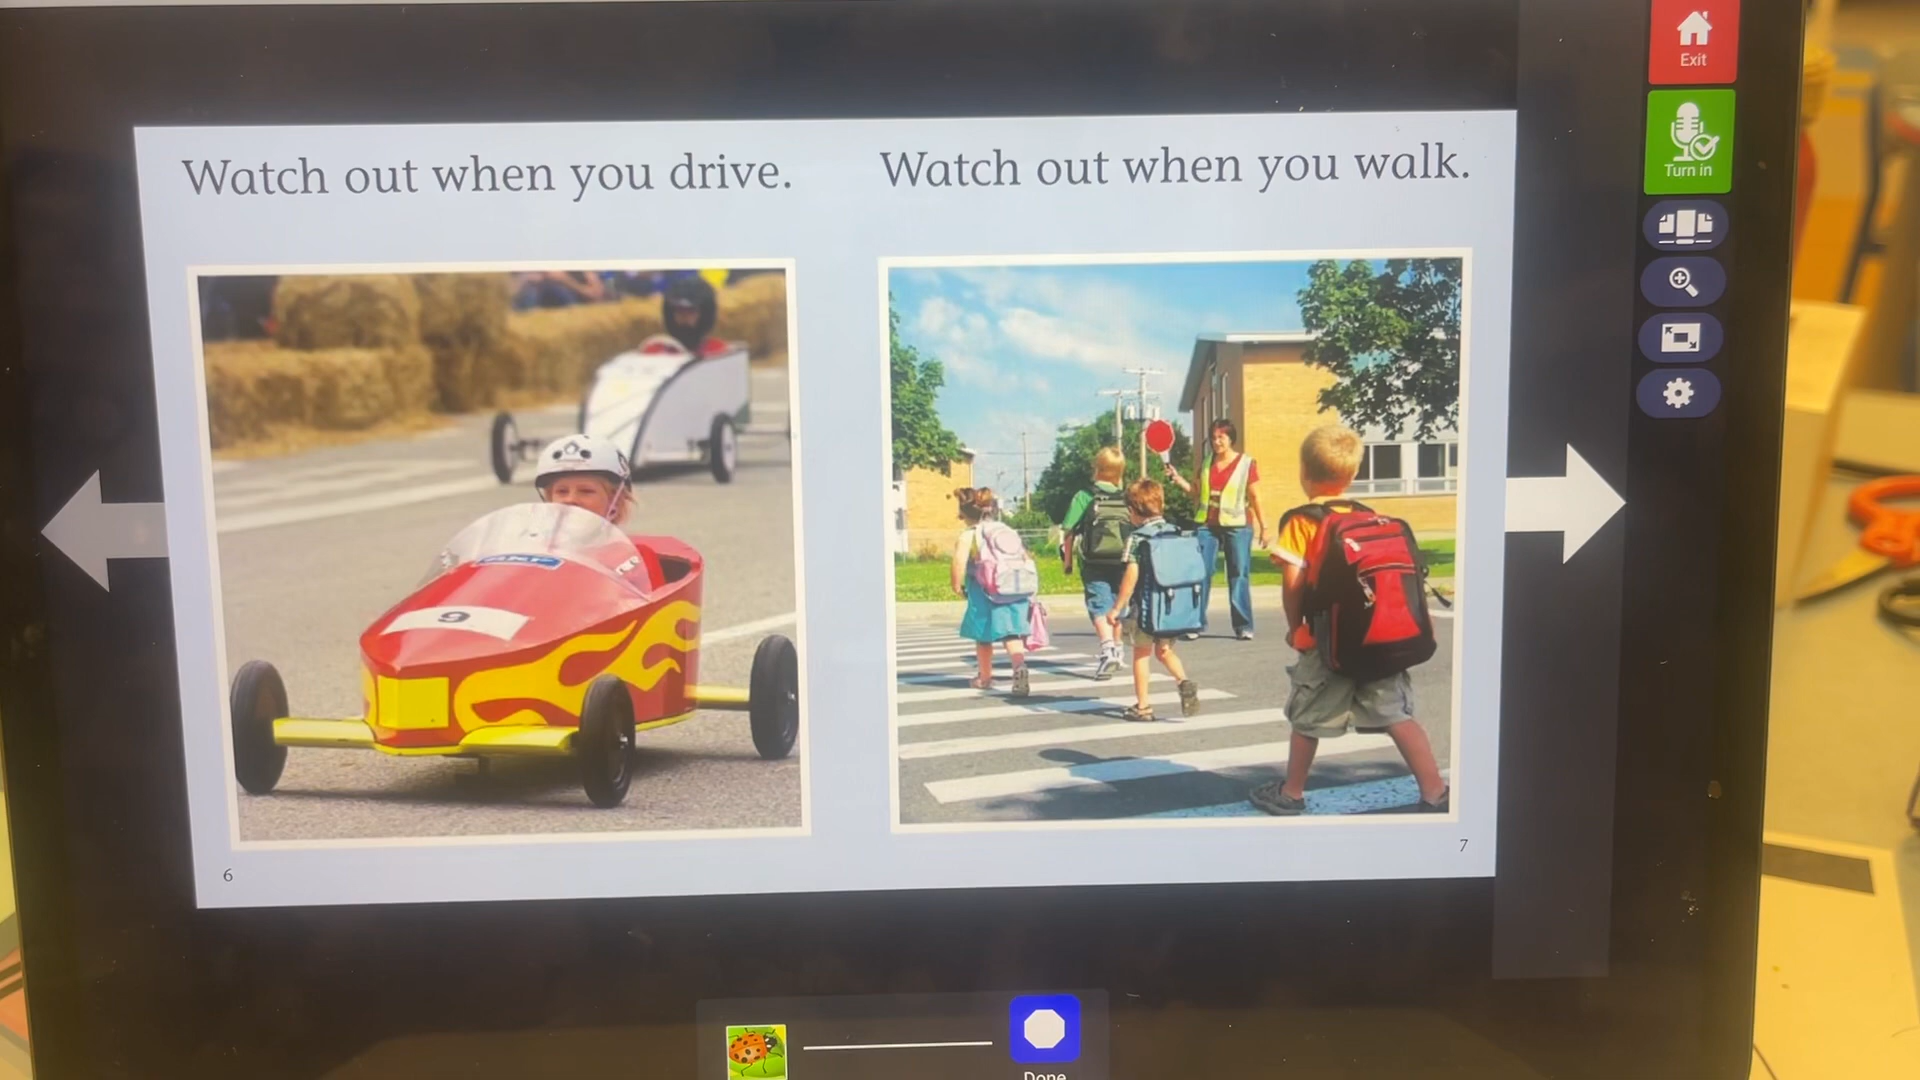 Watch out when you drive.
Watch out when you walk.
9
6
7
Exit
Turn in
Done